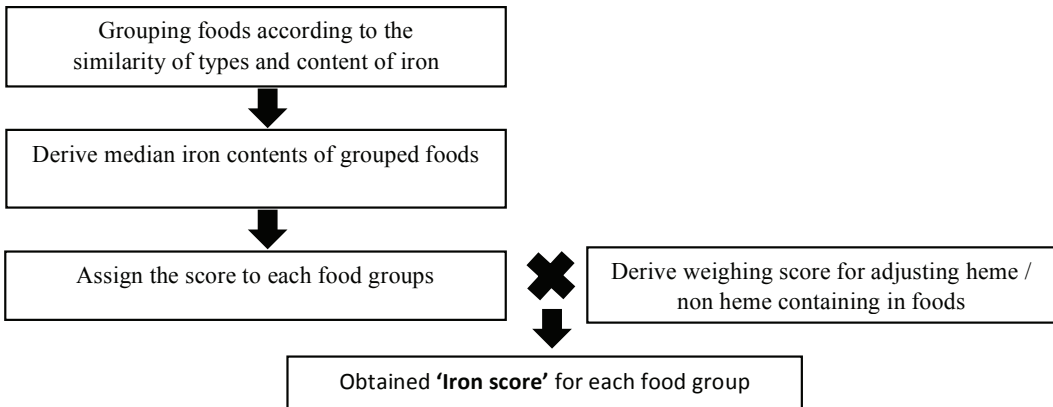 Grouping foods according to the
similarity of types and content of iron
Derive median iron contents of grouped foods
Assign the score to each food groups
Derive weighing score for adjusting heme /
non heme containing in foods
Obtained ‘Iron score’ for each food group